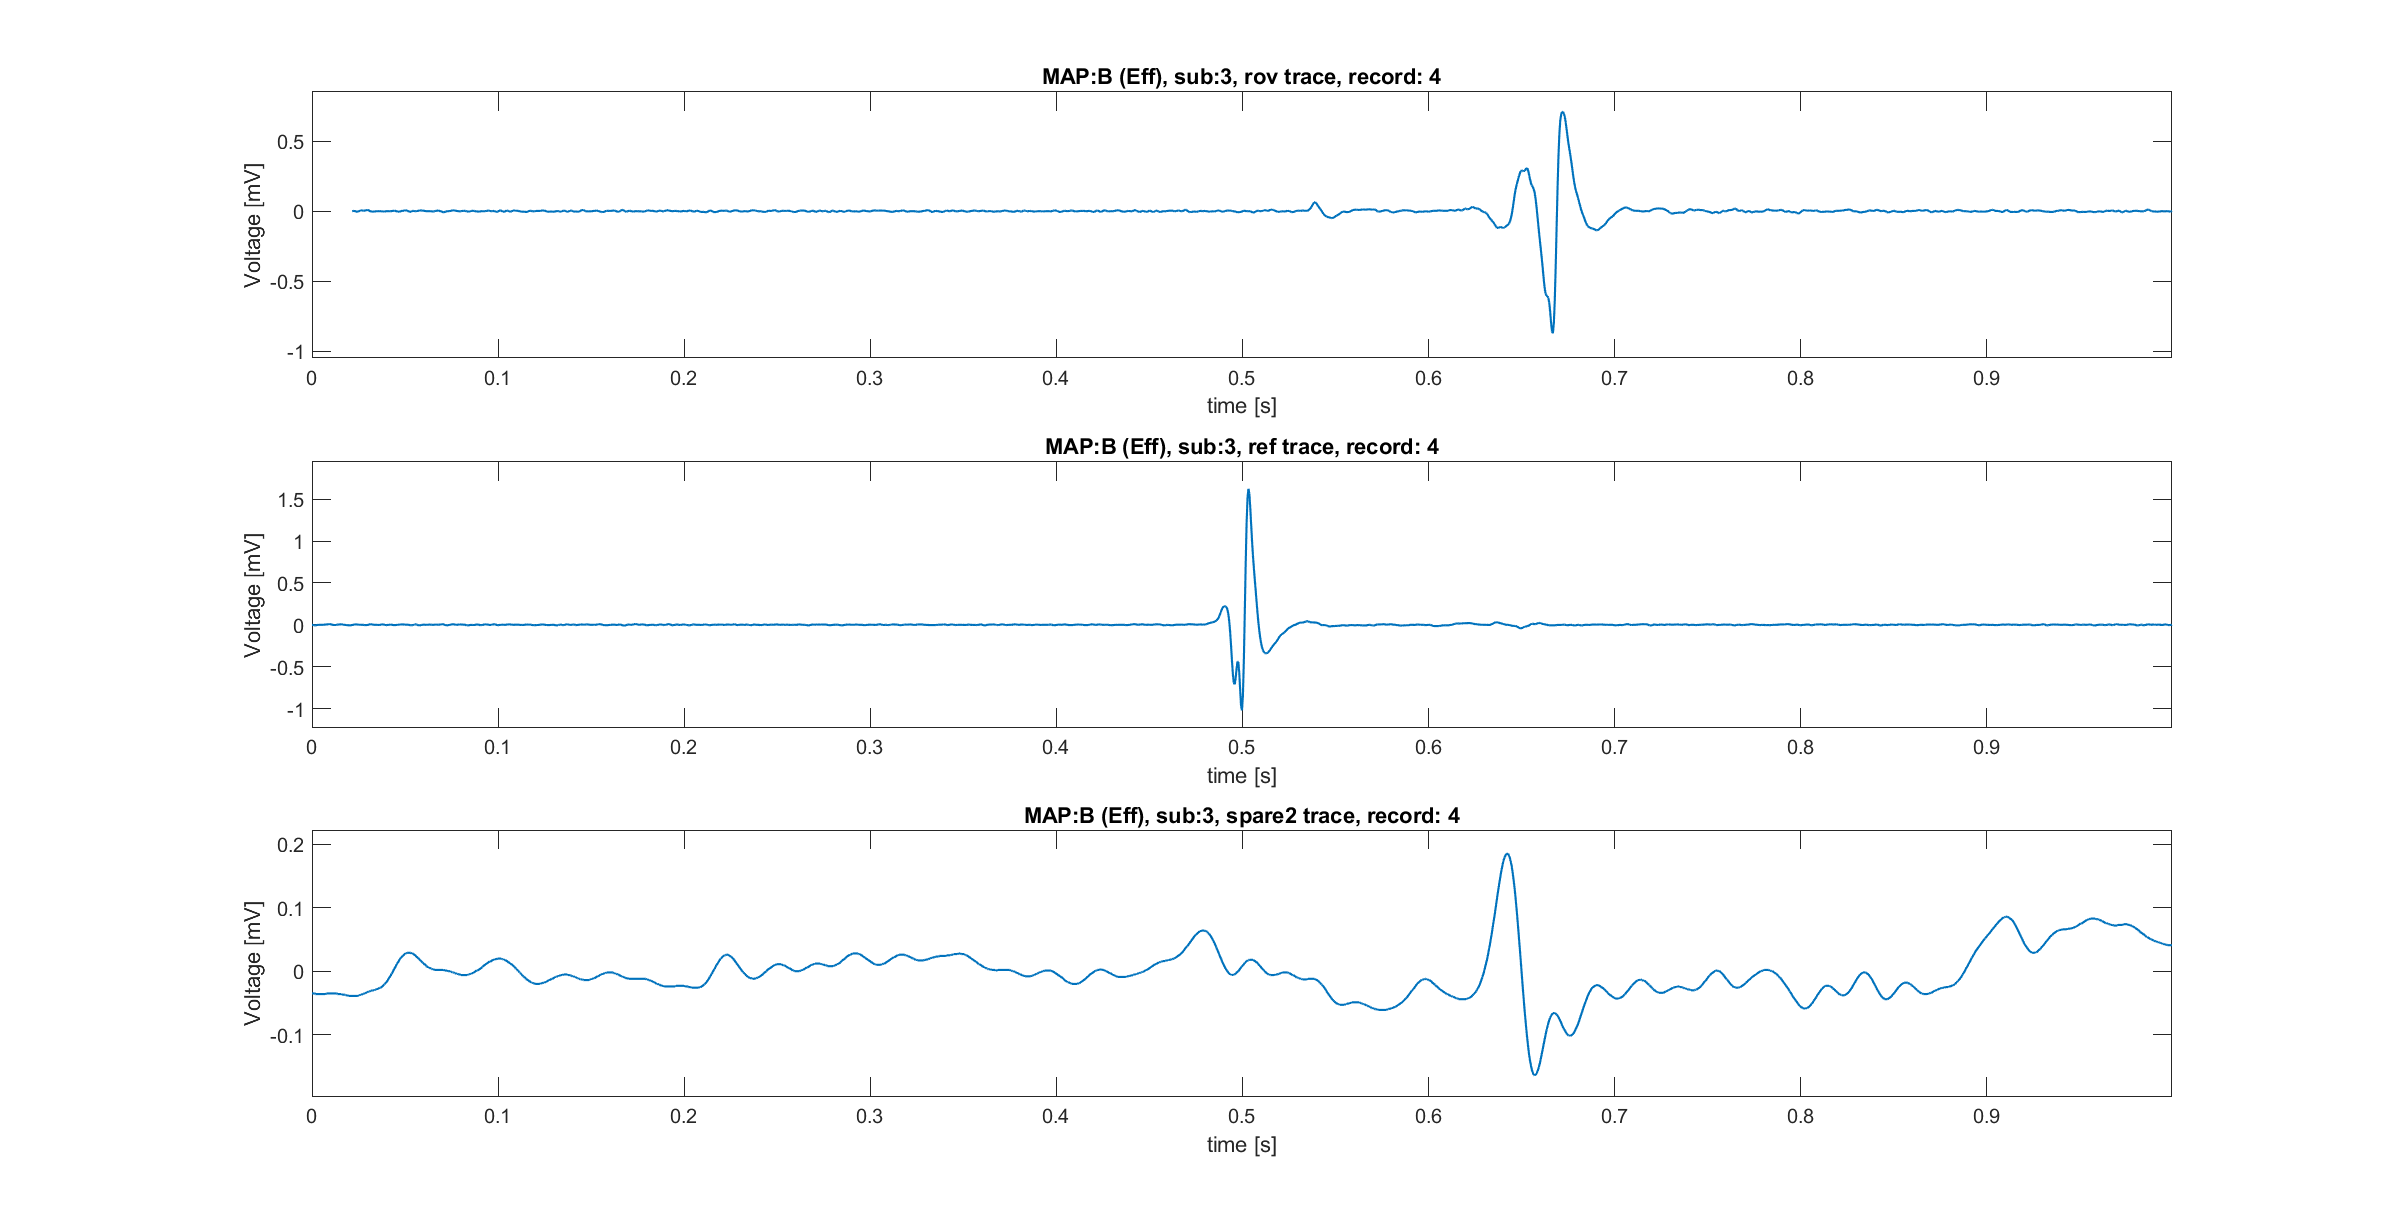 MAP:B (Eff), sub:3, rov trace, record: 4
Voltage [mV]
0.5
0
-0.5
-1
0 0.1 0.2 0.3 0.4 0.5 0.6 0.7 0.8 0.9
time [s]
MAP:B (Eff), sub:3, ref trace, record: 4
Voltage [mV]
1.5
1
0.5
0
-0.5
-1
0 0.1 0.2 0.3 0.4 0.5 0.6 0.7 0.8 0.9
time [s]
MAP:B (Eff), sub:3, spare2 trace, record: 4
Voltage [mV]
0.2
0.1
0
-0.1
0 0.1 0.2 0.3 0.4 0.5 0.6 0.7 0.8 0.9
time [s]